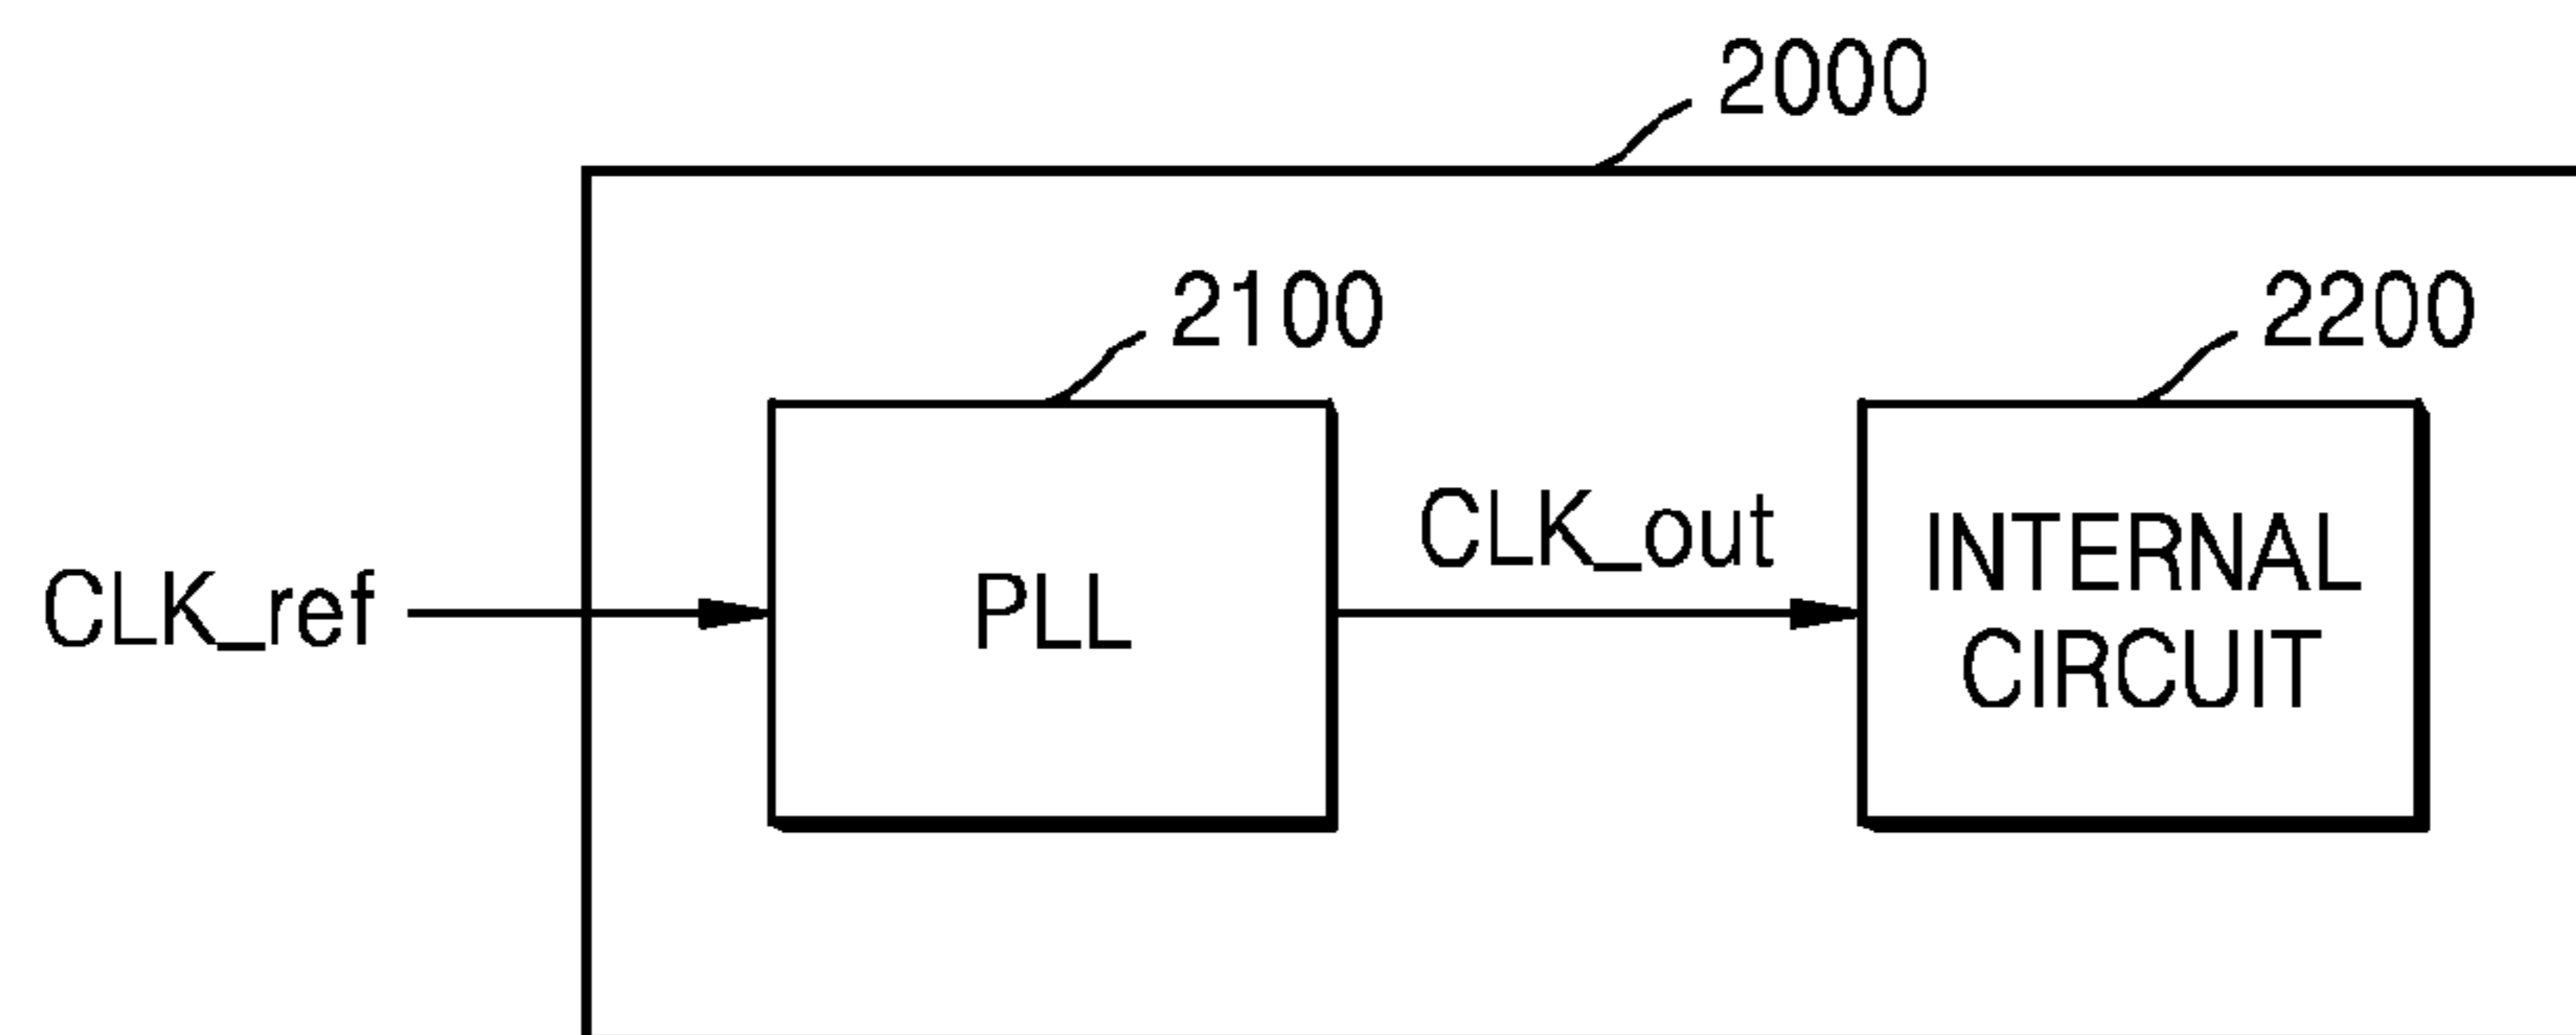 2000
2100
2200
CLK_ref
PLL
CLK_out
INTERNAL
CIRCUIT